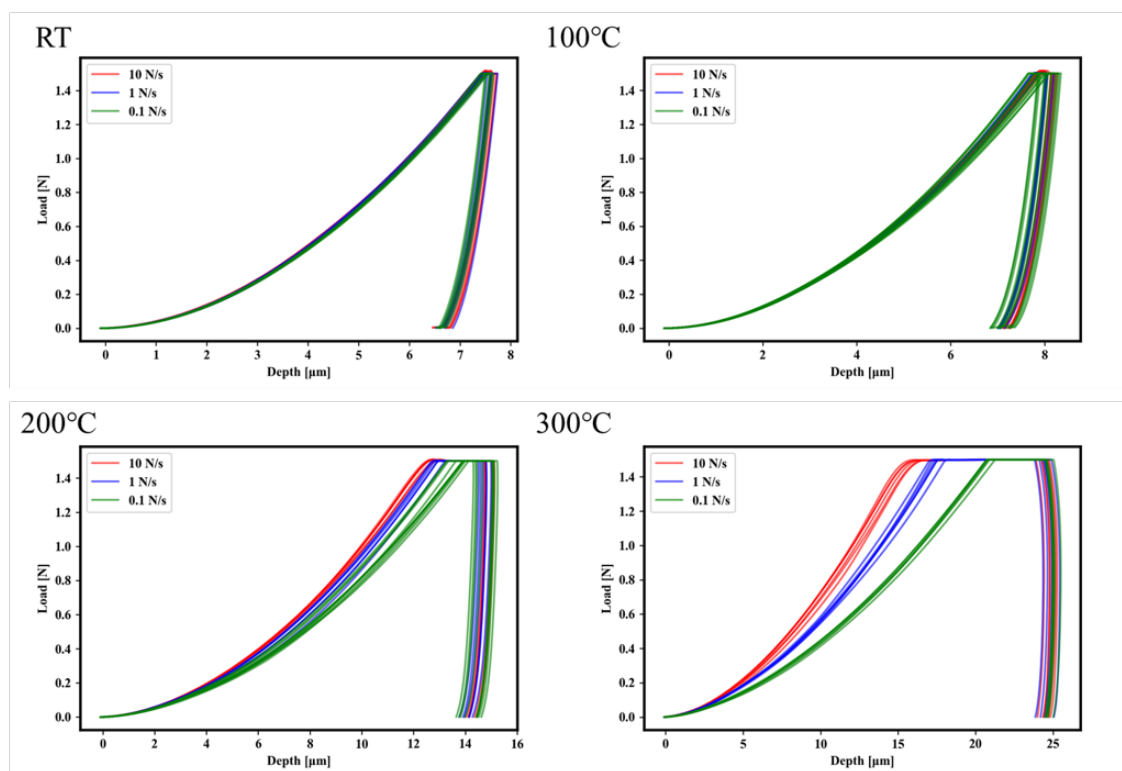 RT
10 N/s
1 N/s
0.1 N/s
Load [N]
1.4
1.2
1.0
0.8
0.6
0.4
0.2
0.0
0 1 2 3 4 5 6 7 8
Depth [μm]
100℃
10 N/s
1 N/s
0.1 N/s
Load [N]
1.4
1.2
1.0
0.8
0.6
0.4
0.2
0.0
0 2 4 6 8
Depth [μm]
200℃
10 N/s
1 N/s
0.1 N/s
Load [N]
1.4
1.2
1.0
0.8
0.6
0.4
0.2
0.0
0 2 4 6 8 10 12 14 16
Depth [μm]
300℃
10 N/s
1 N/s
0.1 N/s
Load [N]
1.4
1.2
1.0
0.8
0.6
0.4
0.2
0.0
0 5 10 15 20 25
Depth [μm]